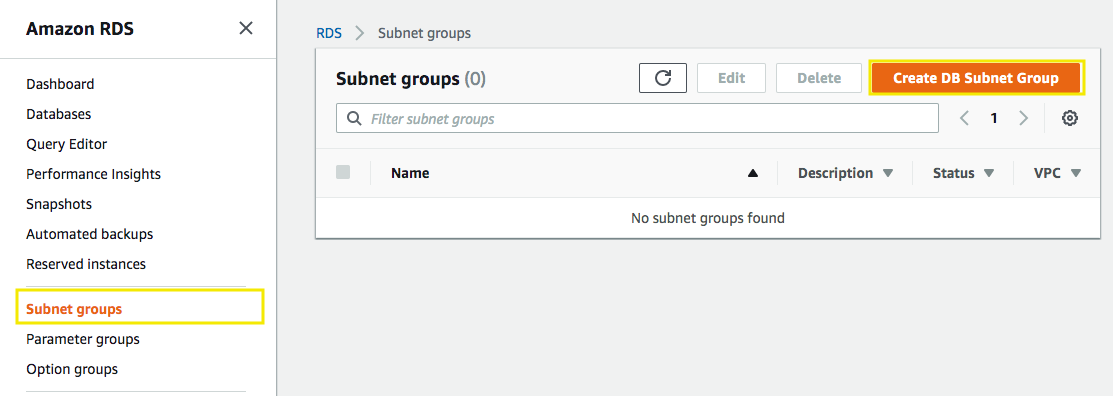 Amazon RDS
Dashboard
Databases
Query Editor
Performance Insights
Snapshots
Automated backups
Reserved instances
Subnet groups
Parameter groups
Option groups
RDS > Subnet groups
Subnet groups (0)
Edit
Delete
Create DB Subnet Group
Filter subnet groups
1
Name Description Status VPC
No subnet groups found